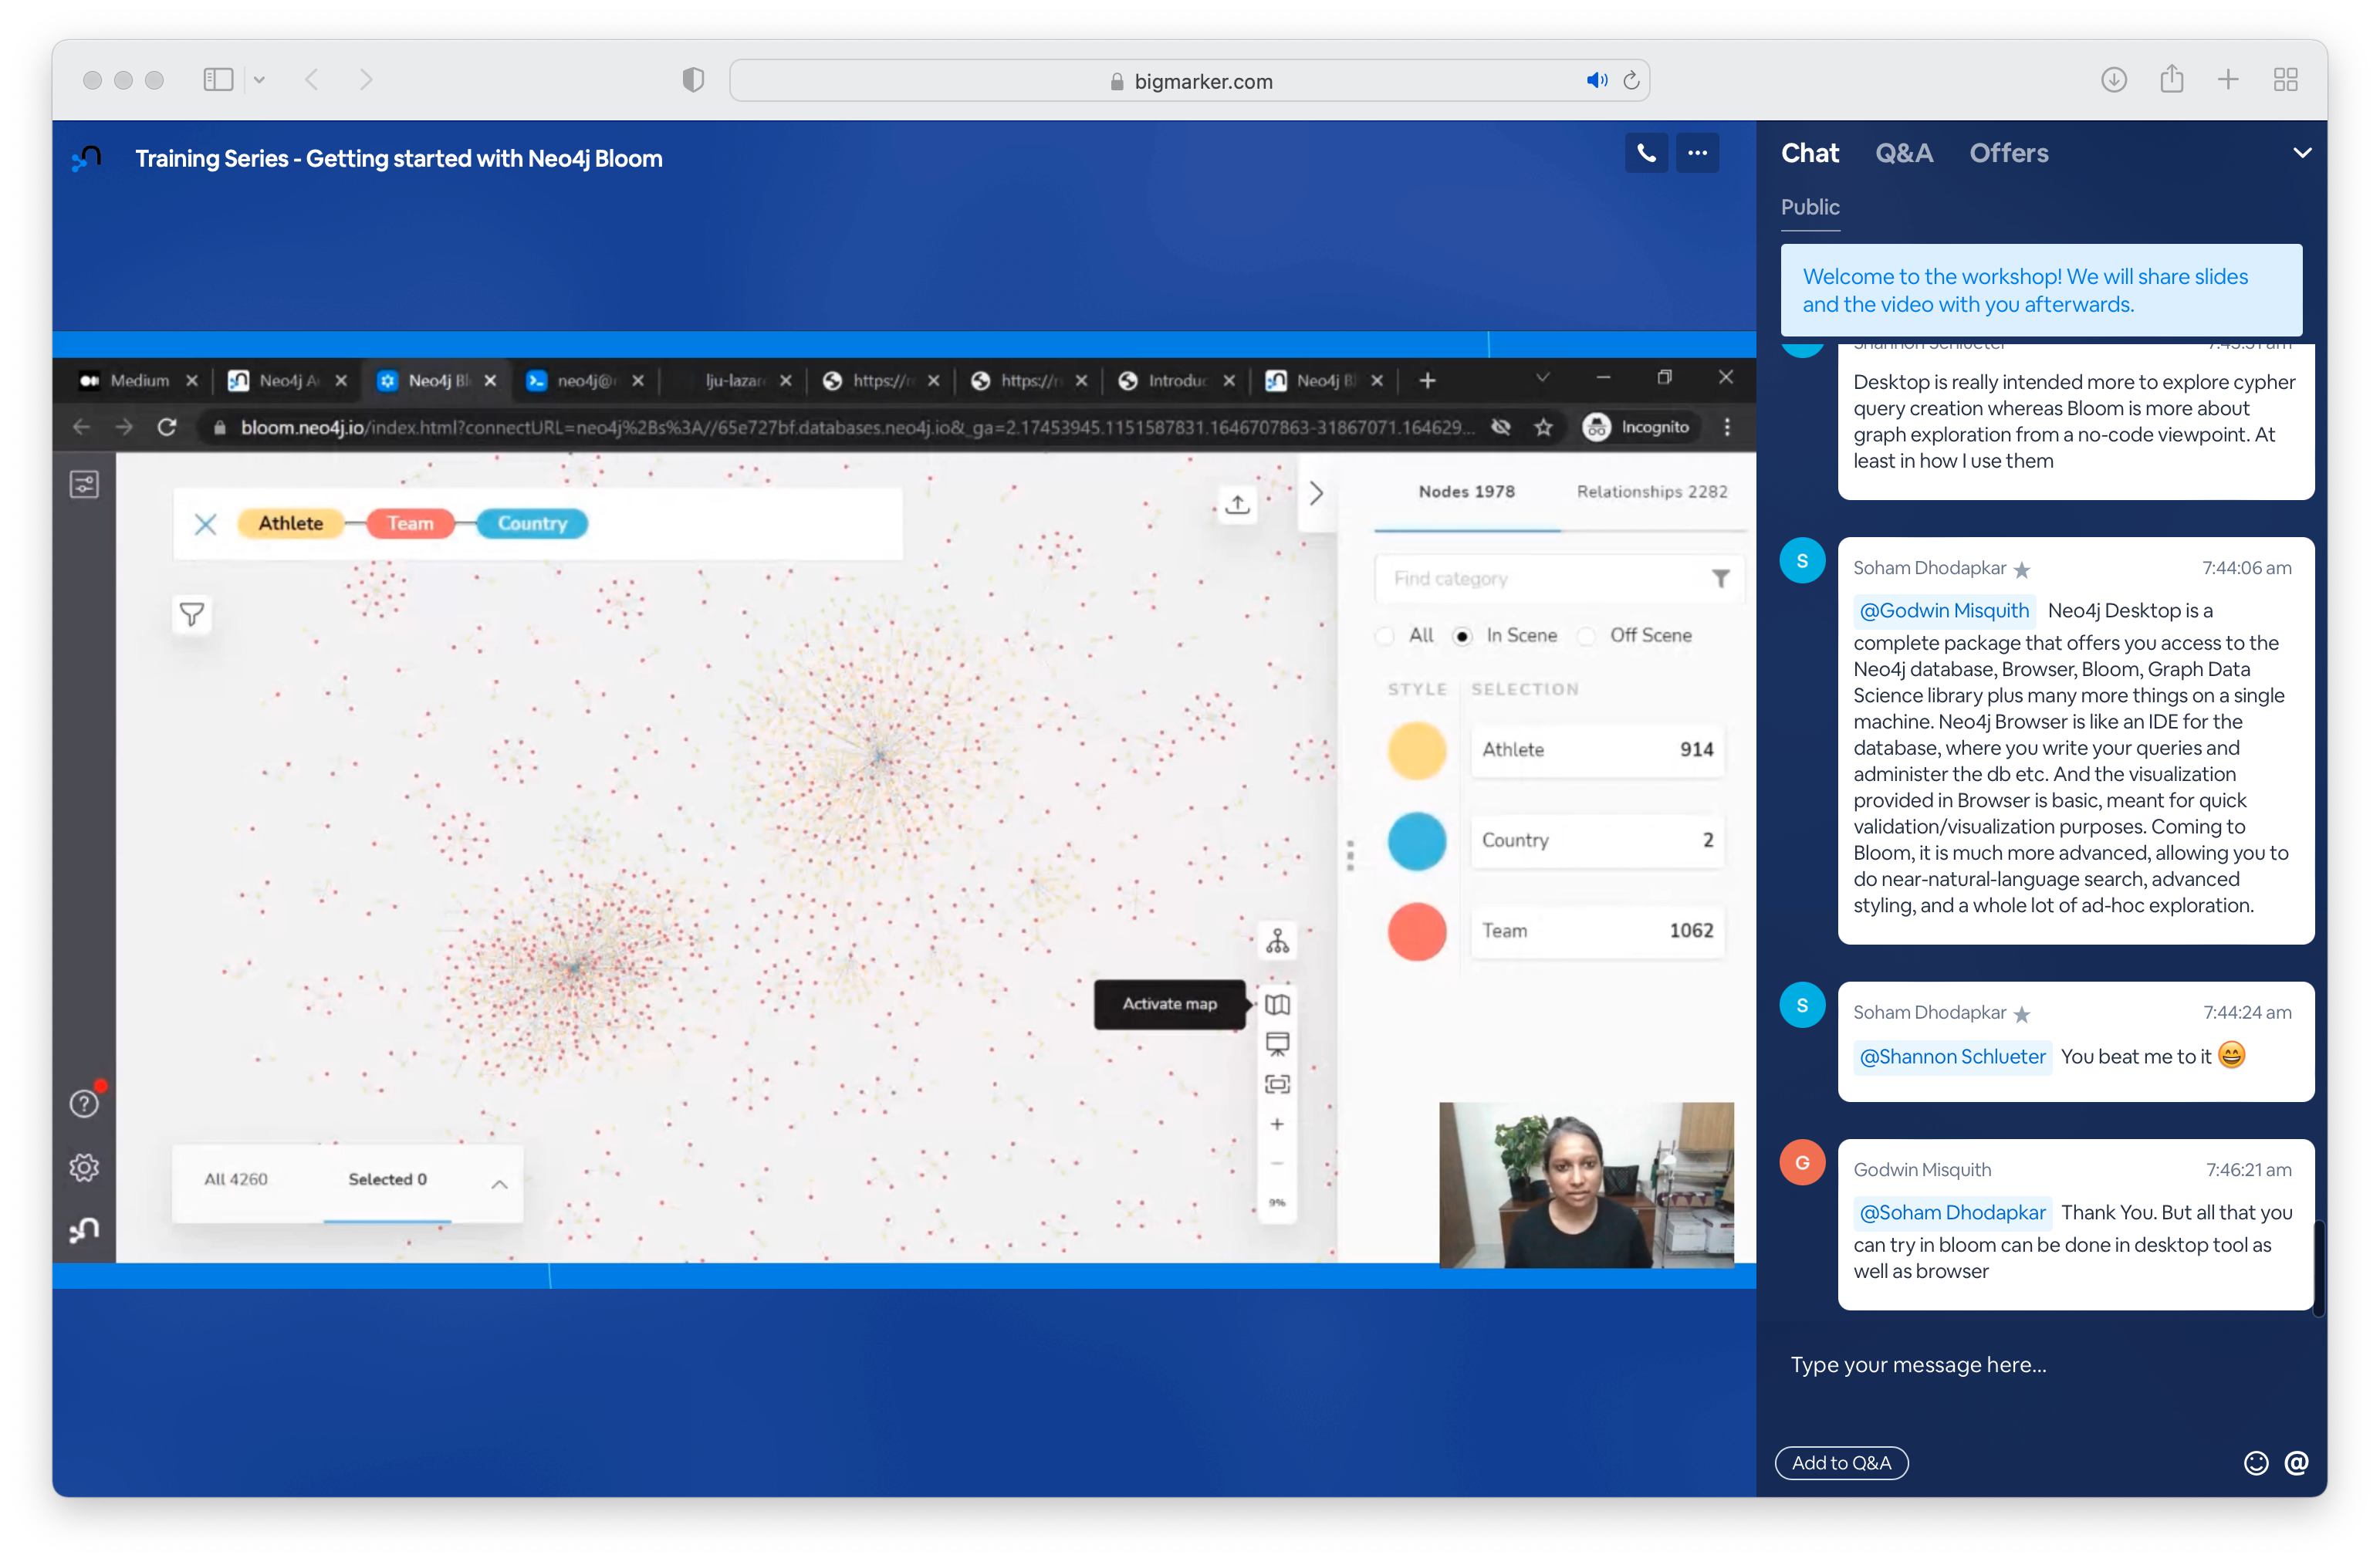 bigmarker.com
Training Series - Getting started with Neo4j Bloom
Medium
Neo4j A
Neo4j Bl
neo4j@
lju-lazar
https://
https://
Introduc
Neo4j B
bloom.neo4j.io/index.html?connectURL=neo4j%2Bs%3A//65e727bf.databases.neo4j.io&_ga=2.17453945.1151587831.1646707863-31867071.164629...
Incognito
Athlete
Team
Country
Nodes 1978
Relationships 2282
Find category
All
In Scene
Off Scene
STYLE
SELECTION
Athlete 914
Country 2
Team 1062
Activate map
9%
All 4260
Selected 0
Chat
Q&A
Offers
Public
Welcome to the workshop! We will share slides
and the video with you afterwards.
Shannon Schlueter
Desktop is really intended more to explore cypher
query creation whereas Bloom is more about
graph exploration from a no-code viewpoint. At
least in how I use them
S
Soham Dhodapkar 7:44:06 am
@Godwin Misquith Neo4j Desktop is a
complete package that offers you access to the
Neo4j database, Browser, Bloom, Graph Data
Science library plus many more things on a single
machine. Neo4j Browser is like an IDE for the
database, where you write your queries and
administer the db etc. And the visualization
provided in Browser is basic, meant for quick
validation/visualization purposes. Coming to
Bloom, it is much more advanced, allowing you to
do near-natural-language search, advanced
styling, and a whole lot of ad-hoc exploration.
S
Soham Dhodapkar 7:44:24 am
@Shannon Schlueter You beat me to it 😄
G
Godwin Misquith 7:46:21 am
@Soham Dhodapkar Thank You. But all that you
can try in bloom can be done in desktop tool as
well as browser
Type your message here...
Add to Q&A
@